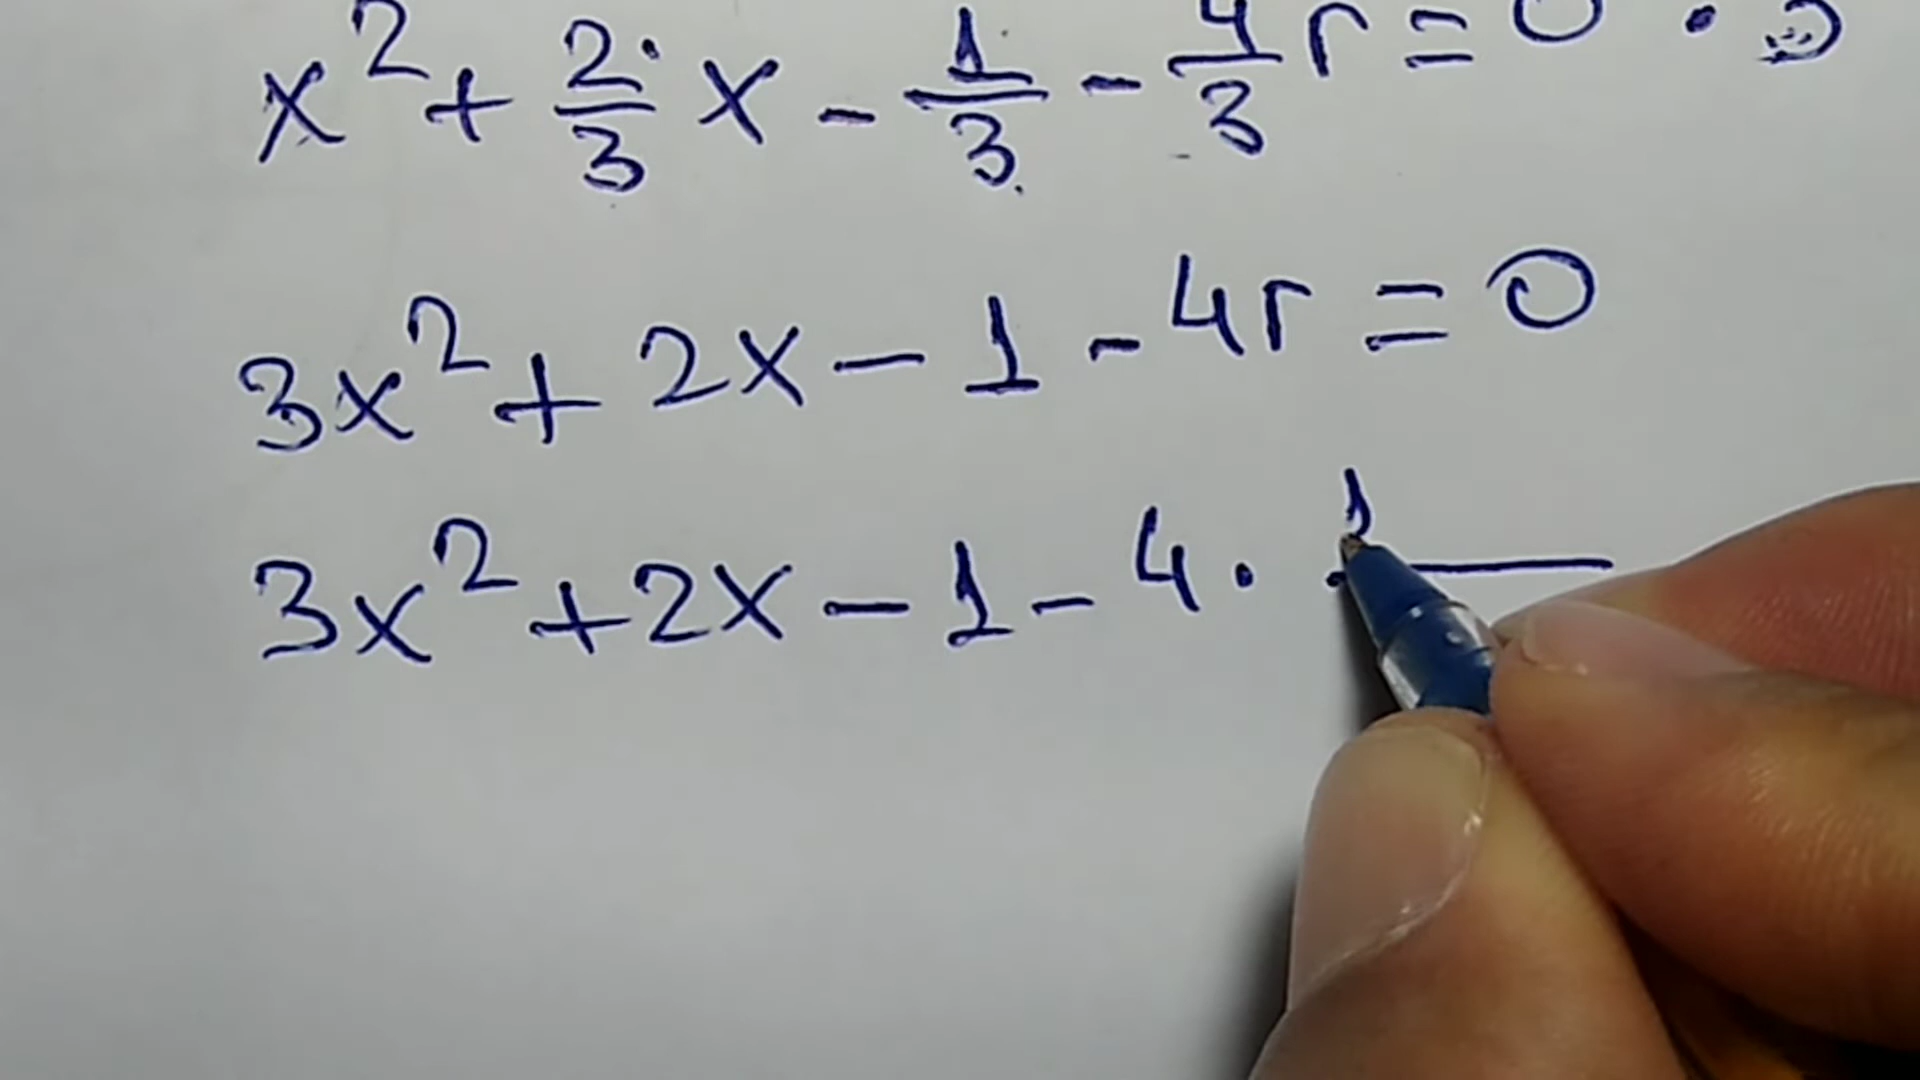 x² + 2/3 x - 1/3 - 4/3 r = 0 ·
3x² + 2x - 1 - 4r = 0
3x² + 2x - 1 - 4 ·